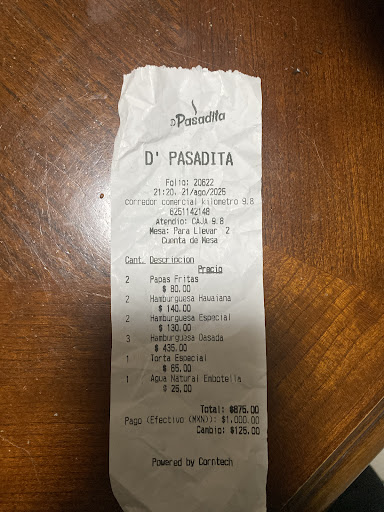 D'Pasadita
D' PASADITA
Folio: 20622
21:20, 21/ago/2025
Corredor comercial kilometro 9.8
6251142148
Atendio: CAJA 9.8
Mesa: Para Llevar 2
Cuenta de Mesa
Cant. Descripcion
Precio
2 Papas Fritas
$ 80.00
2 Hamburguesa Hawaiana
$ 140.00
2 Hamburguesa Especial
$ 130.00
3 Hamburguesa Dasada
$ 435.00
1 Torta Especial
$ 65.00
1 Agua Natural Embotella
$ 25.00
Total: $875.00
Pago (Efectivo (MXN)): $1,000.00
Cambio: $125.00
Powered by Corntech